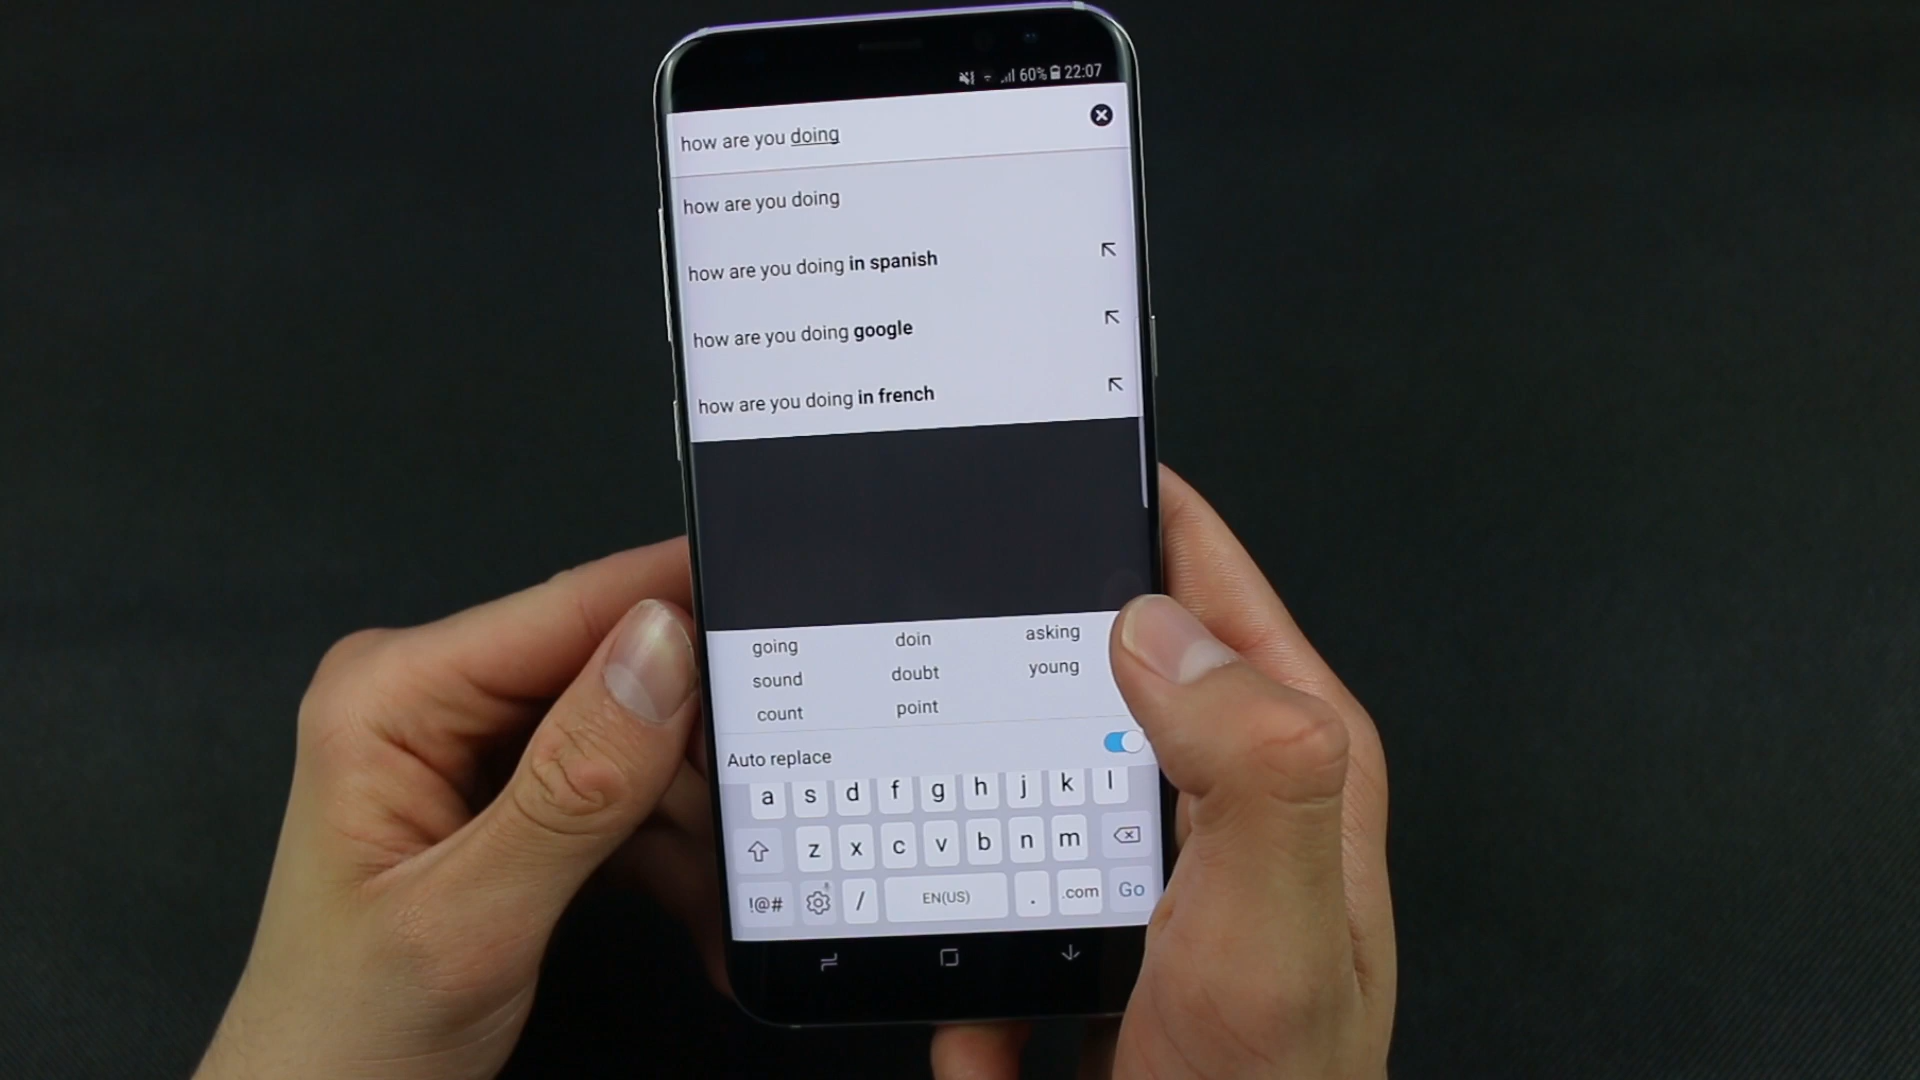 60% 22:07
how are you doing
how are you doing
how are you doing in spanish
how are you doing google
how are you doing in french
going doin asking
sound doubt young
count point
Auto replace
a s d f g h j k l
z x c v b n m
!@# / EN(US) . .com Go